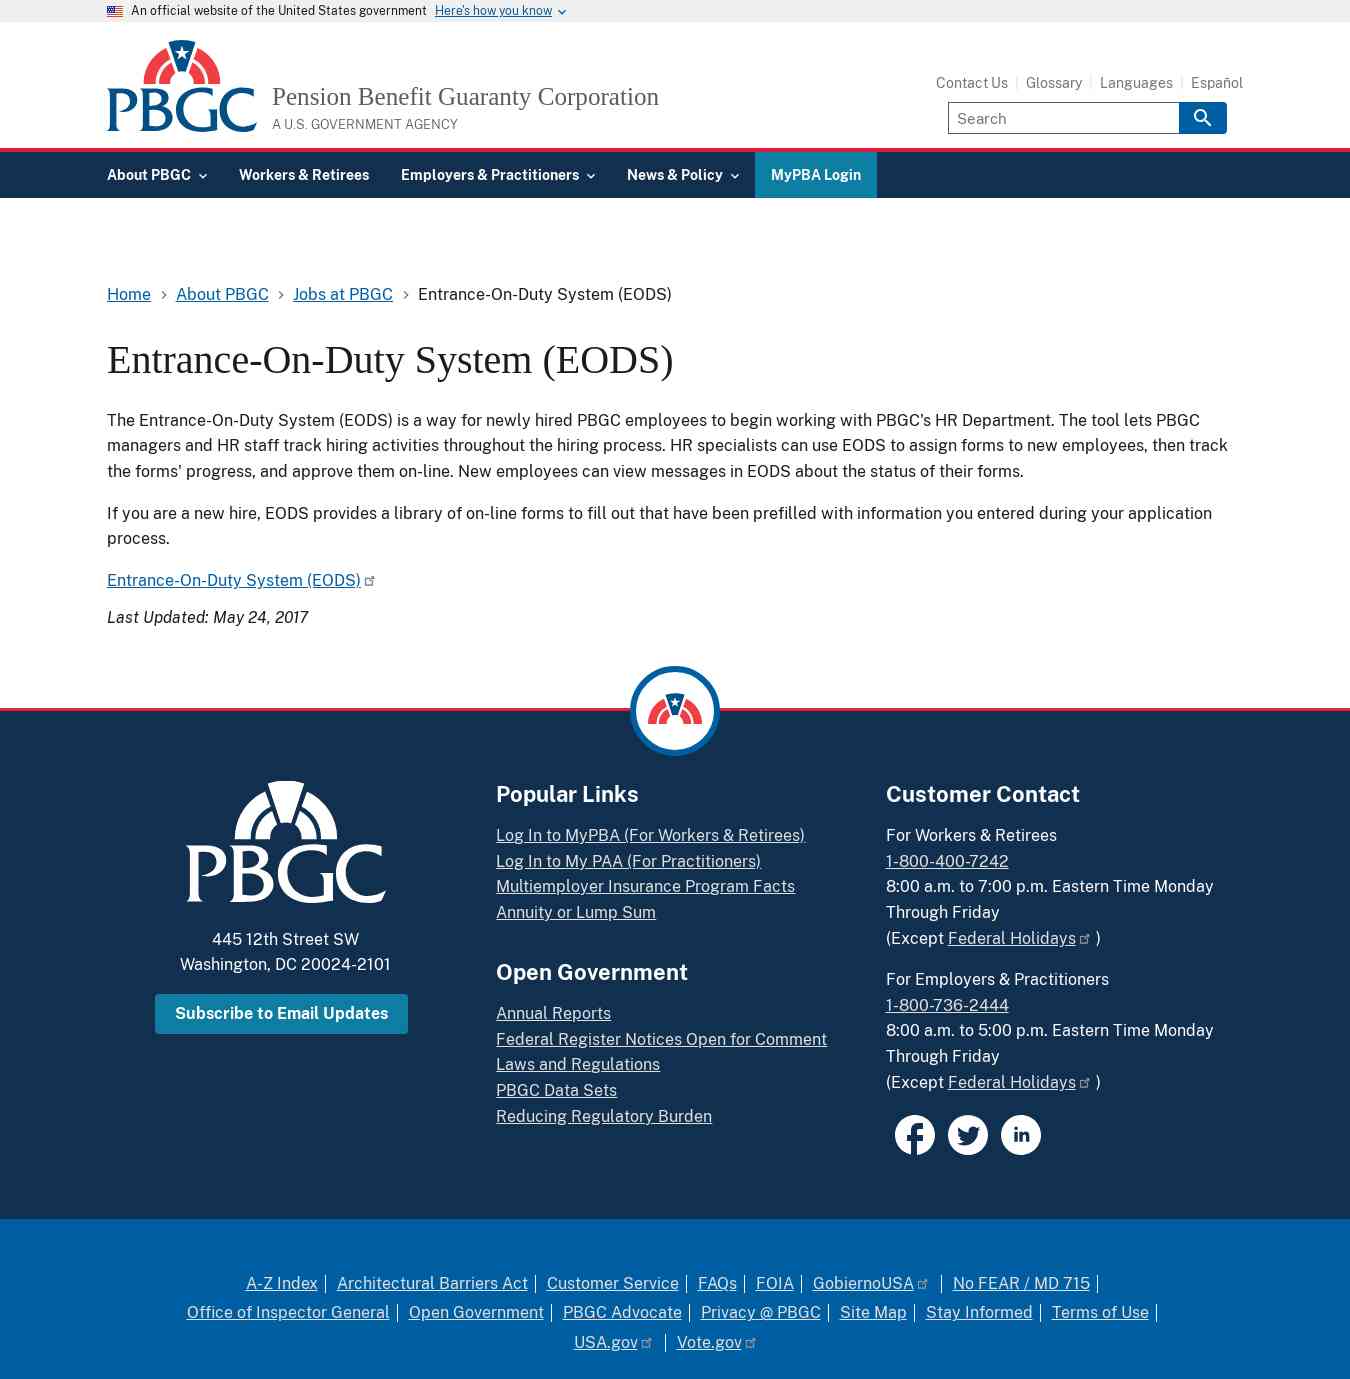 An official website of the United States government Here's how you know
PBGC
Pension Benefit Guaranty Corporation
A U.S. GOVERNMENT AGENCY
Contact Us Glossary Languages Español
Search
About PBGC Workers & Retirees Employers & Practitioners News & Policy MyPBA Login
Home About PBGC Jobs at PBGC Entrance-On-Duty System (EODS)
Entrance-On-Duty System (EODS)
The Entrance-On-Duty System (EODS) is a way for newly hired PBGC employees to begin working with PBGC's HR Department. The tool lets PBGC
managers and HR staff track hiring activities throughout the hiring process. HR specialists can use EODS to assign forms to new employees, then track
the forms' progress, and approve them on-line. New employees can view messages in EODS about the status of their forms.
If you are a new hire, EODS provides a library of on-line forms to fill out that have been prefilled with information you entered during your application
process.
Entrance-On-Duty System (EODS)
Last Updated: May 24, 2017
PBGC
445 12th Street SW
Washington, DC 20024-2101
Subscribe to Email Updates
Popular Links
Log In to MyPBA (For Workers & Retirees)
Log In to My PAA (For Practitioners)
Multiemployer Insurance Program Facts
Annuity or Lump Sum
Open Government
Annual Reports
Federal Register Notices Open for Comment
Laws and Regulations
PBGC Data Sets
Reducing Regulatory Burden
Customer Contact
For Workers & Retirees
1-800-400-7242
8:00 a.m. to 7:00 p.m. Eastern Time Monday
Through Friday
(Except Federal Holidays )
For Employers & Practitioners
1-800-736-2444
8:00 a.m. to 5:00 p.m. Eastern Time Monday
Through Friday
(Except Federal Holidays )
in
A-Z Index Architectural Barriers Act Customer Service FAQs FOIA GobiernoUSA No FEAR / MD 715
Office of Inspector General Open Government PBGC Advocate Privacy @ PBGC Site Map Stay Informed Terms of Use
USA.gov Vote.gov